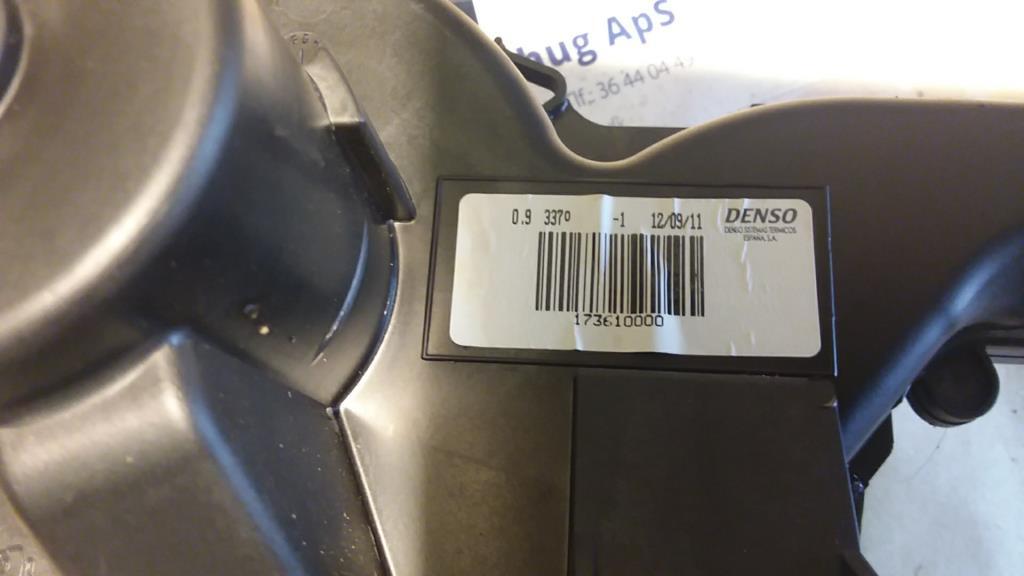 hug ApS
Tlf.: 36 44 04 4
0.9 337º -1 12/09/11 DENSO
DENSO SISTEMAS TERMICOS
ESPAÑA, S.A.
173610000